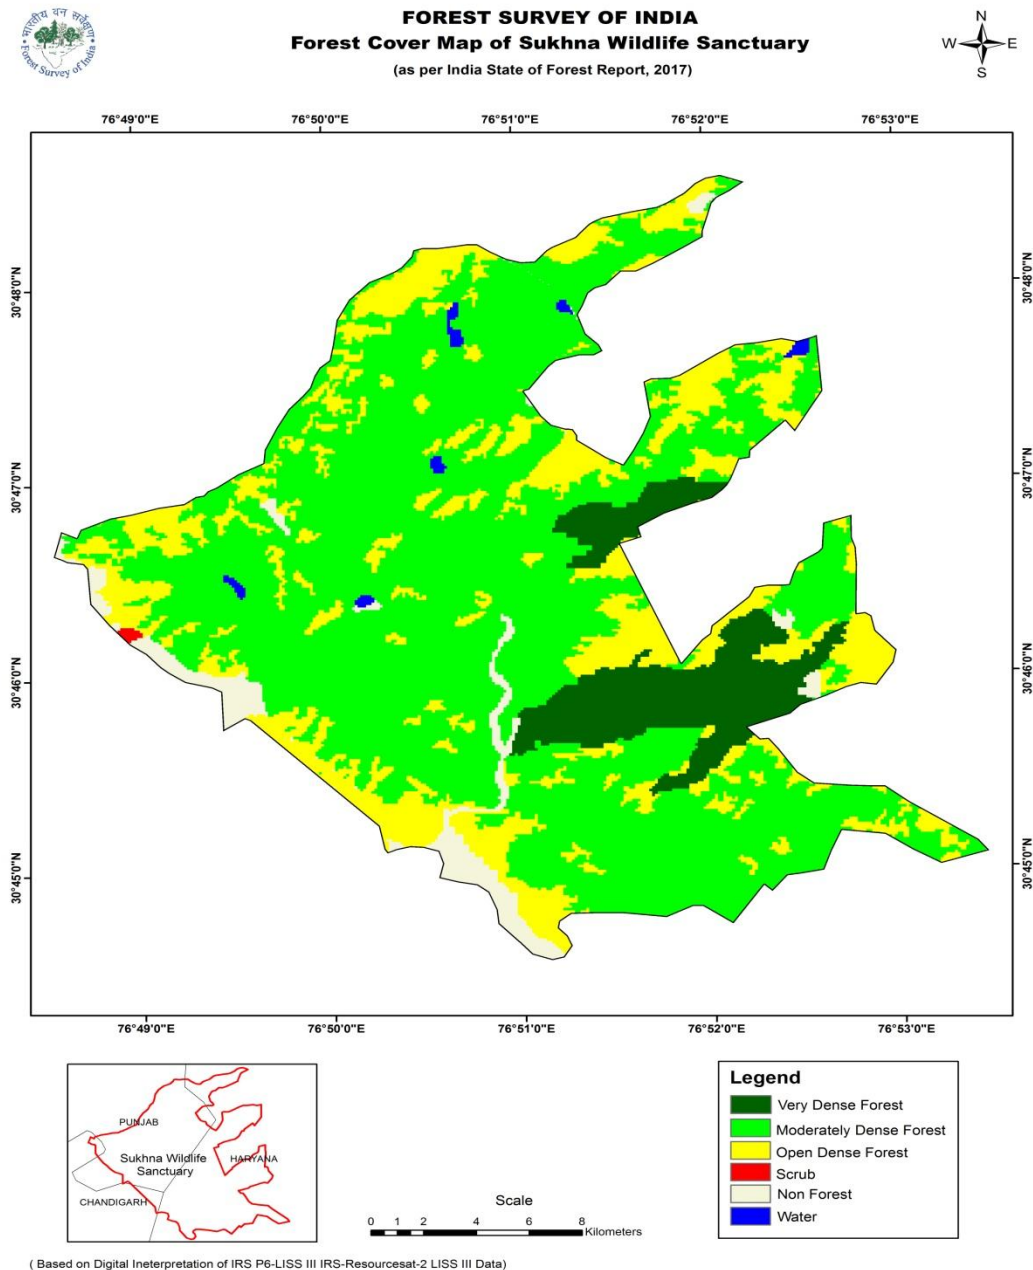 भारतीय वन सर्वेक्षण
Forest Survey of India
FOREST SURVEY OF INDIA
Forest Cover Map of Sukhna Wildlife Sanctuary
(as per India State of Forest Report, 2017)
N
W E
S
76°49'0"E 76°50'0"E 76°51'0"E 76°52'0"E 76°53'0"E
30°48'0"N 30°48'0"N
30°47'0"N 30°47'0"N
30°46'0"N 30°46'0"N
30°45'0"N 30°45'0"N
76°49'0"E 76°50'0"E 76°51'0"E 76°52'0"E 76°53'0"E
PUNJAB
Sukhna Wildlife
Sanctuary
HARYANA
CHANDIGARH
Scale
0 1 2 4 6 8
Kilometers
Legend
Very Dense Forest
Moderately Dense Forest
Open Dense Forest
Scrub
Non Forest
Water
( Based on Digital Ineterpretation of IRS P6-LISS III IRS-Resourcesat-2 LISS III Data)